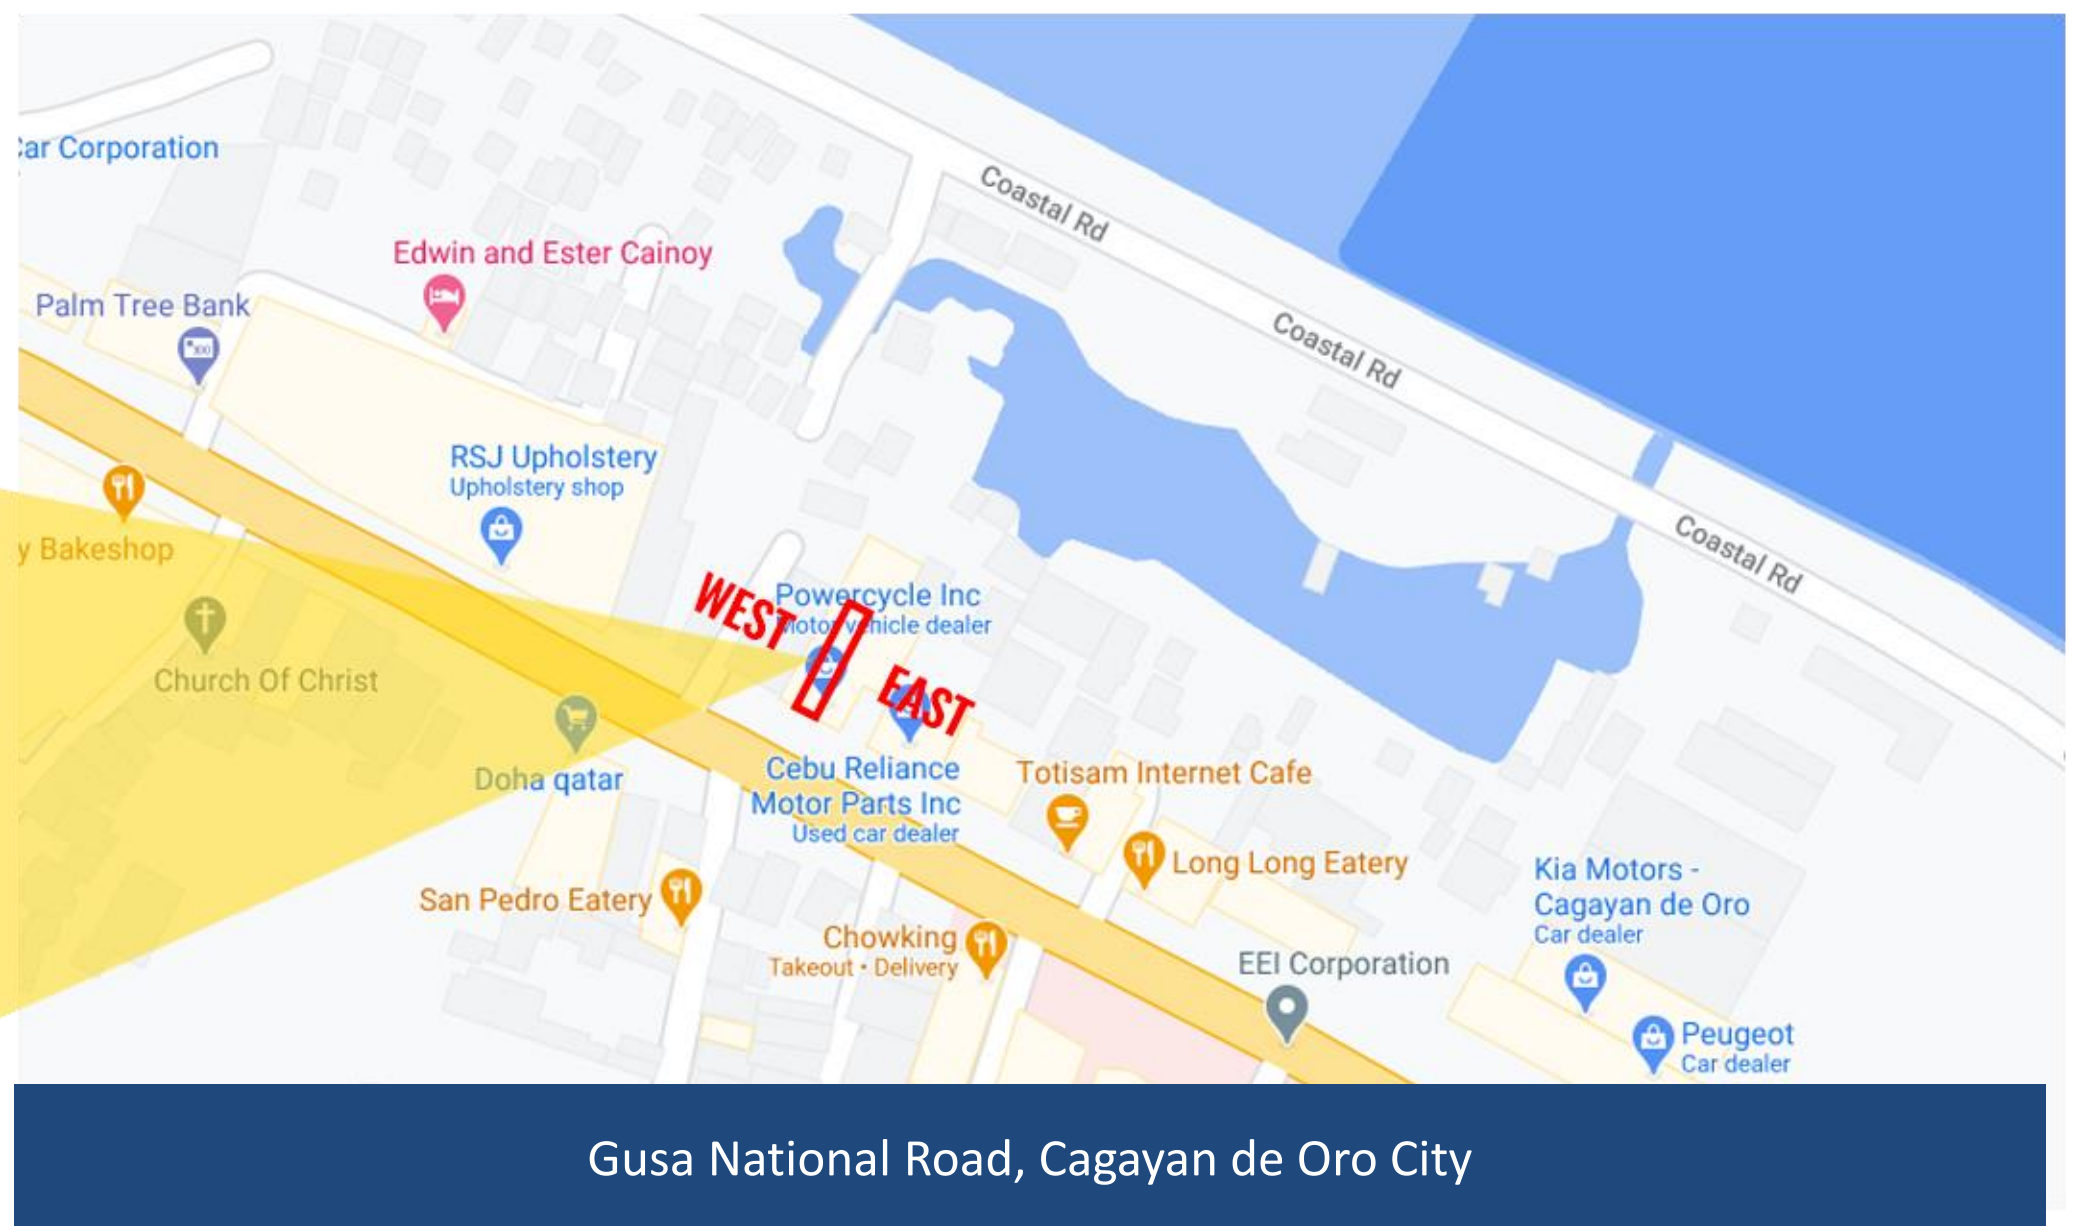 Car Corporation
Coastal Rd
Edwin and Ester Cainoy
Palm Tree Bank
Coastal Rd
RSJ Upholstery
Upholstery shop
y Bakeshop
Coastal Rd
WEST
Powercycle Inc
Motor vehicle dealer
Church Of Christ
EAST
Doha qatar
Cebu Reliance
Motor Parts Inc
Used car dealer
Totisam Internet Cafe
Long Long Eatery
San Pedro Eatery
Kia Motors -
Cagayan de Oro
Car dealer
Chowking
Takeout • Delivery
EEI Corporation
Peugeot
Car dealer
Gusa National Road, Cagayan de Oro City